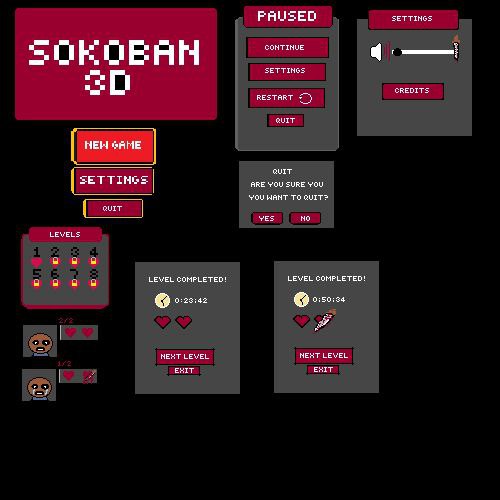 SOKOBAN
3D
NEW GAME
SETTINGS
QUIT
PAUSED
CONTINUE
SETTINGS
RESTART
QUIT
SETTINGS
CREDITS
QUIT
ARE YOU SURE YOU
YOU WANT TO QUIT?
YES NO
LEVELS
1 2 3 4
5 6 7 8
2/2
1/2
LEVEL COMPLETED!
0:23:42
NEXT LEVEL
EXIT
LEVEL COMPLETED!
0:50:34
NEXT LEVEL
EXIT